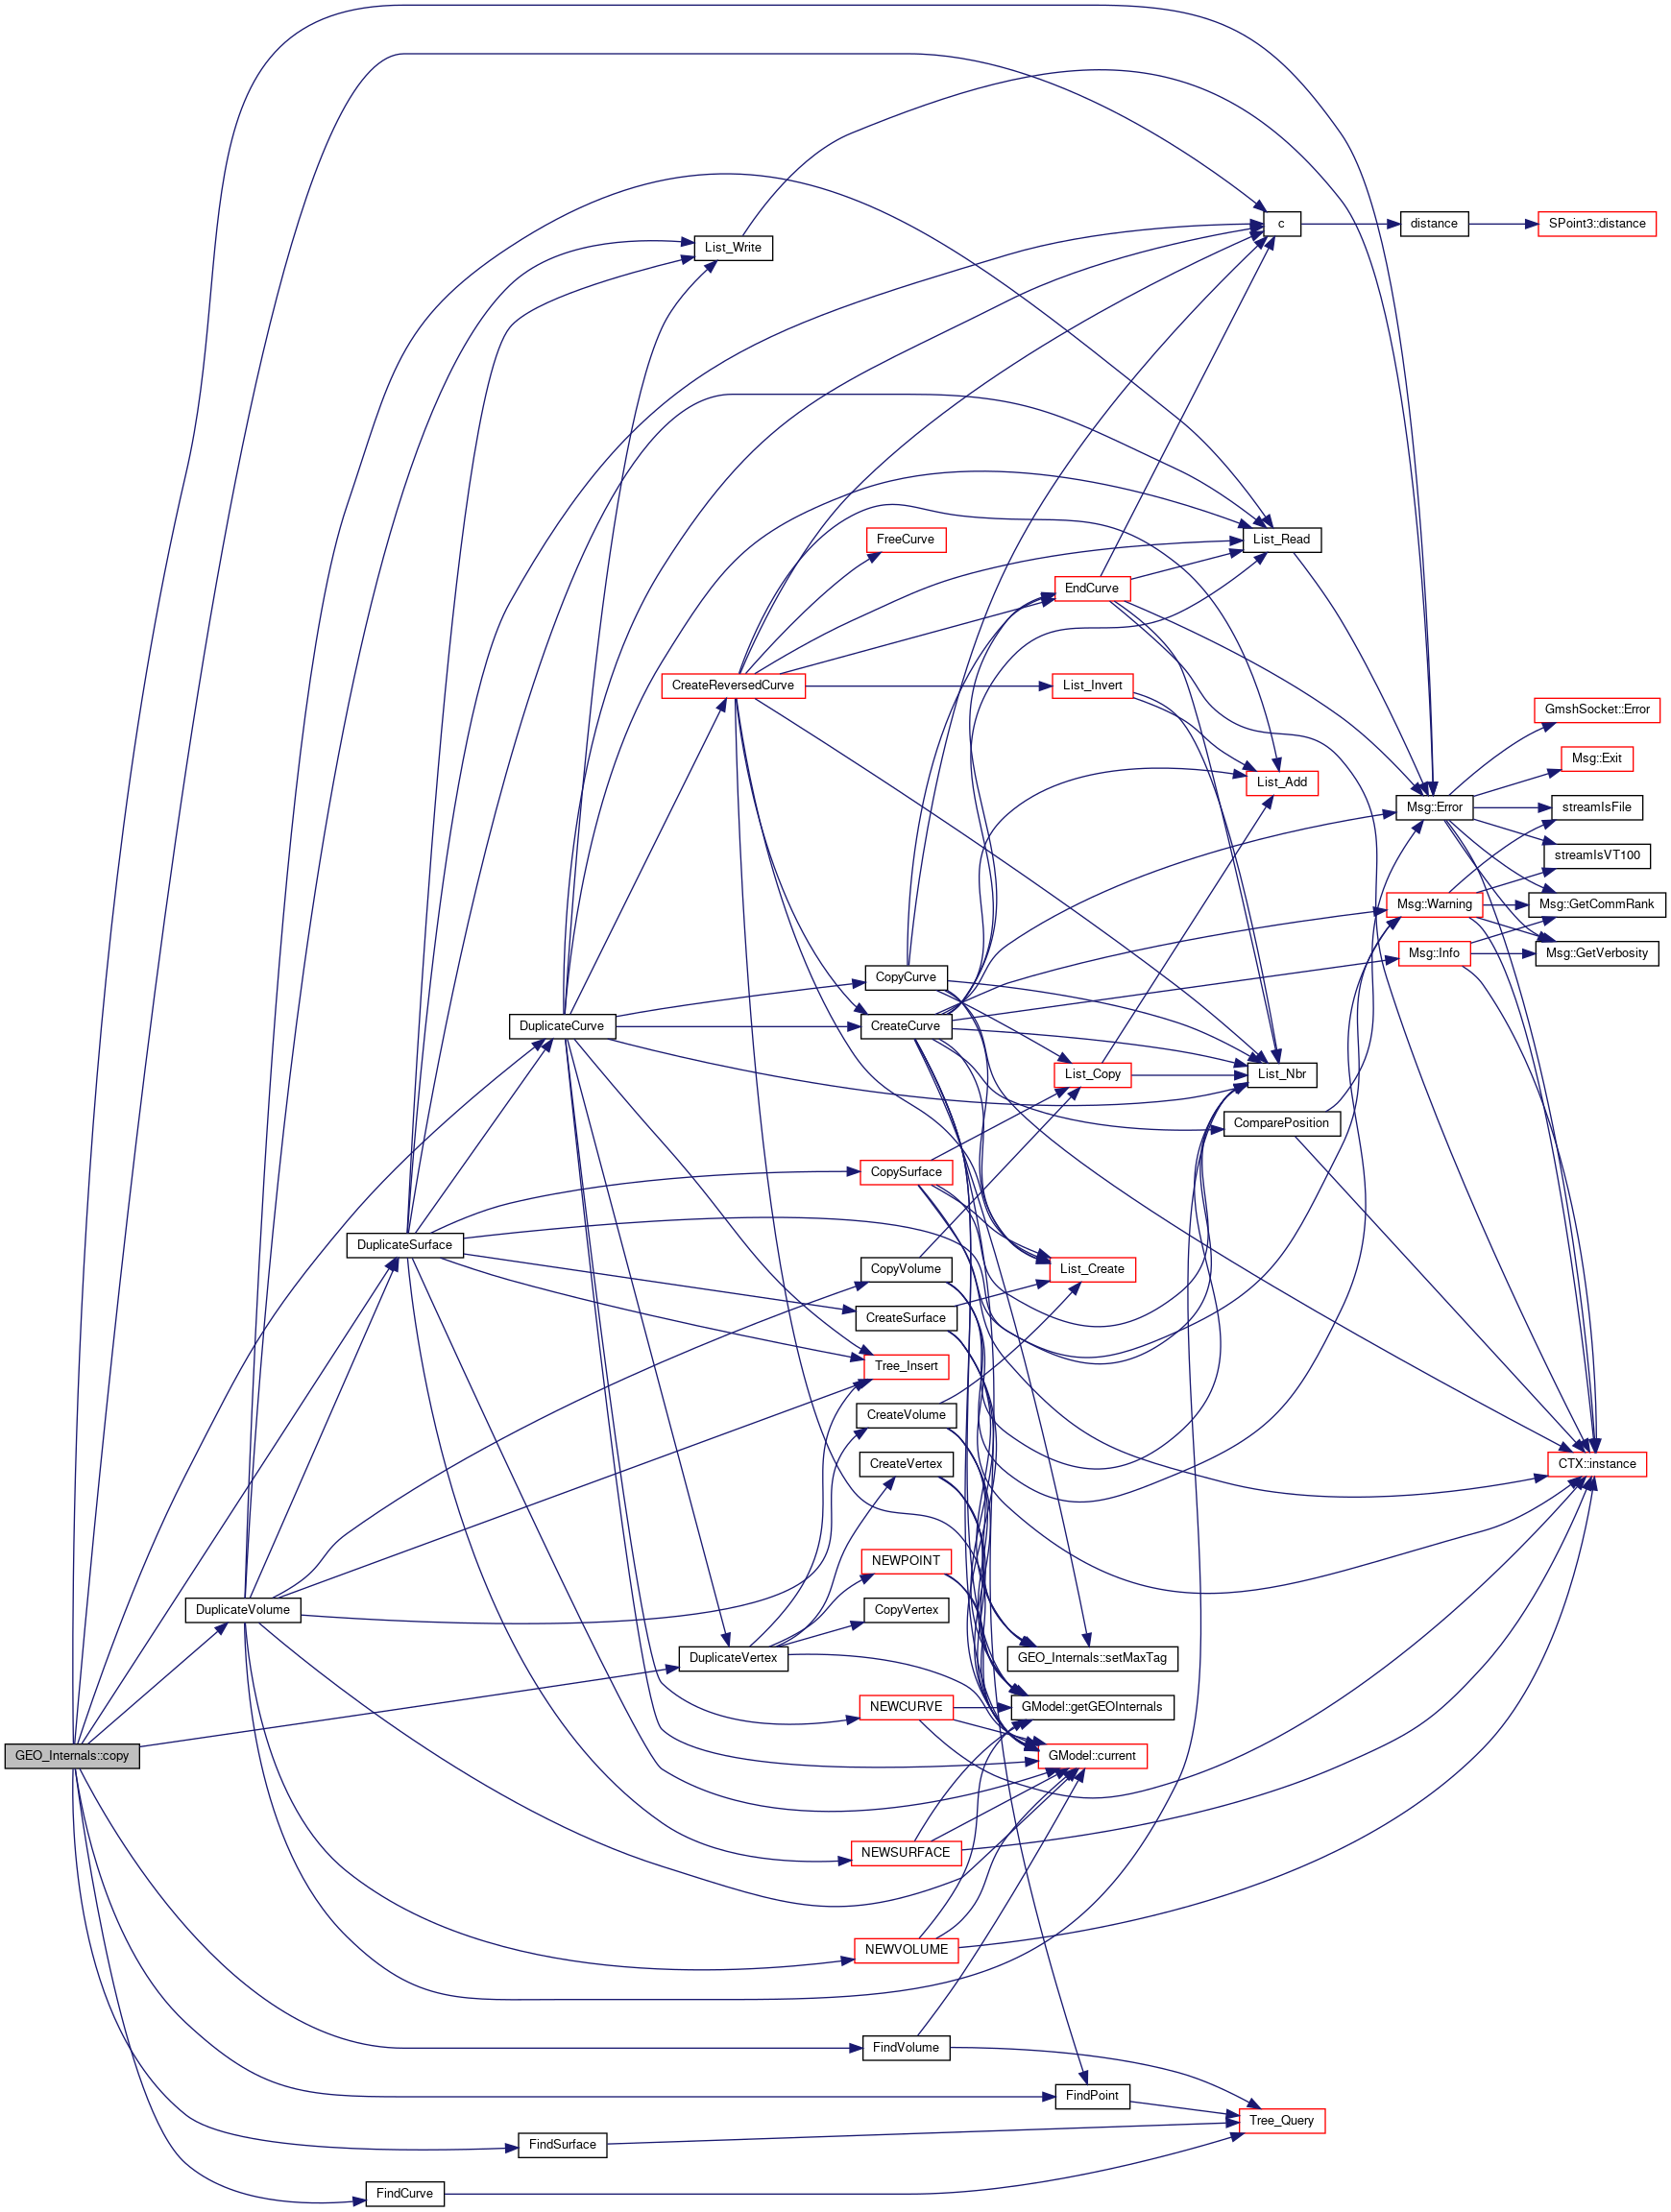 c
distance
SPoint3::distance
List_Write
FreeCurve
List_Read
EndCurve
CreateReversedCurve
List_Invert
GmshSocket::Error
Msg::Exit
List_Add
Msg::Error
streamIsFile
streamIsVT100
Msg::Warning
Msg::GetCommRank
Msg::Info
Msg::GetVerbosity
CopyCurve
DuplicateCurve
CreateCurve
List_Copy
List_Nbr
ComparePosition
CopySurface
DuplicateSurface
CopyVolume
List_Create
CreateSurface
Tree_Insert
CreateVolume
CreateVertex
CTX::instance
NEWPOINT
DuplicateVolume
CopyVertex
DuplicateVertex
GEO_Internals::setMaxTag
NEWCURVE
GModel::getGEOInternals
GEO_Internals::copy
GModel::current
NEWSURFACE
NEWVOLUME
FindVolume
FindPoint
Tree_Query
FindSurface
FindCurve